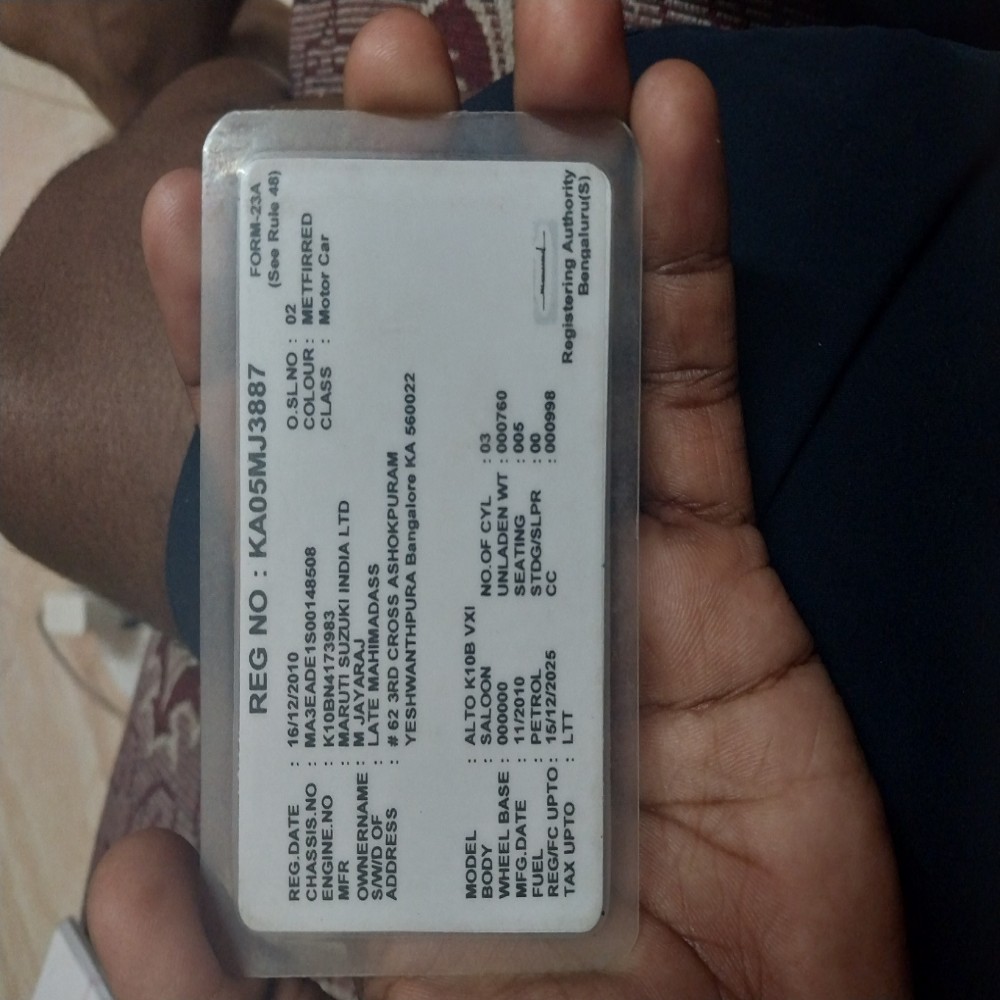 FORM-23A
(See Rule 48)
REG NO : KA05MJ3887
REG.DATE : 16/12/2010 O.SL.NO : 02
CHASSIS.NO : MA3EADE1S00148508 COLOUR : METFIRRED
ENGINE.NO : K10BN4173983 CLASS : Motor Car
MFR : MARUTI SUZUKI INDIA LTD
OWNERNAME : M JAYARAJ
S/W/D OF : LATE MAHIMADASS
ADDRESS : # 62 3RD CROSS ASHOKPURAM
YESHWANTHPURA Bangalore KA 560022
MODEL : ALTO K10B VXI
BODY : SALOON NO.OF CYL : 03
WHEEL BASE : 000000 UNLADEN WT : 000760
MFG.DATE : 11/2010 SEATING : 005
FUEL : PETROL STDG/SLPR : 00
REG/FC UPTO : 15/12/2025 CC : 000998
TAX UPTO : LTT
Registering Authority
Bengaluru(S)